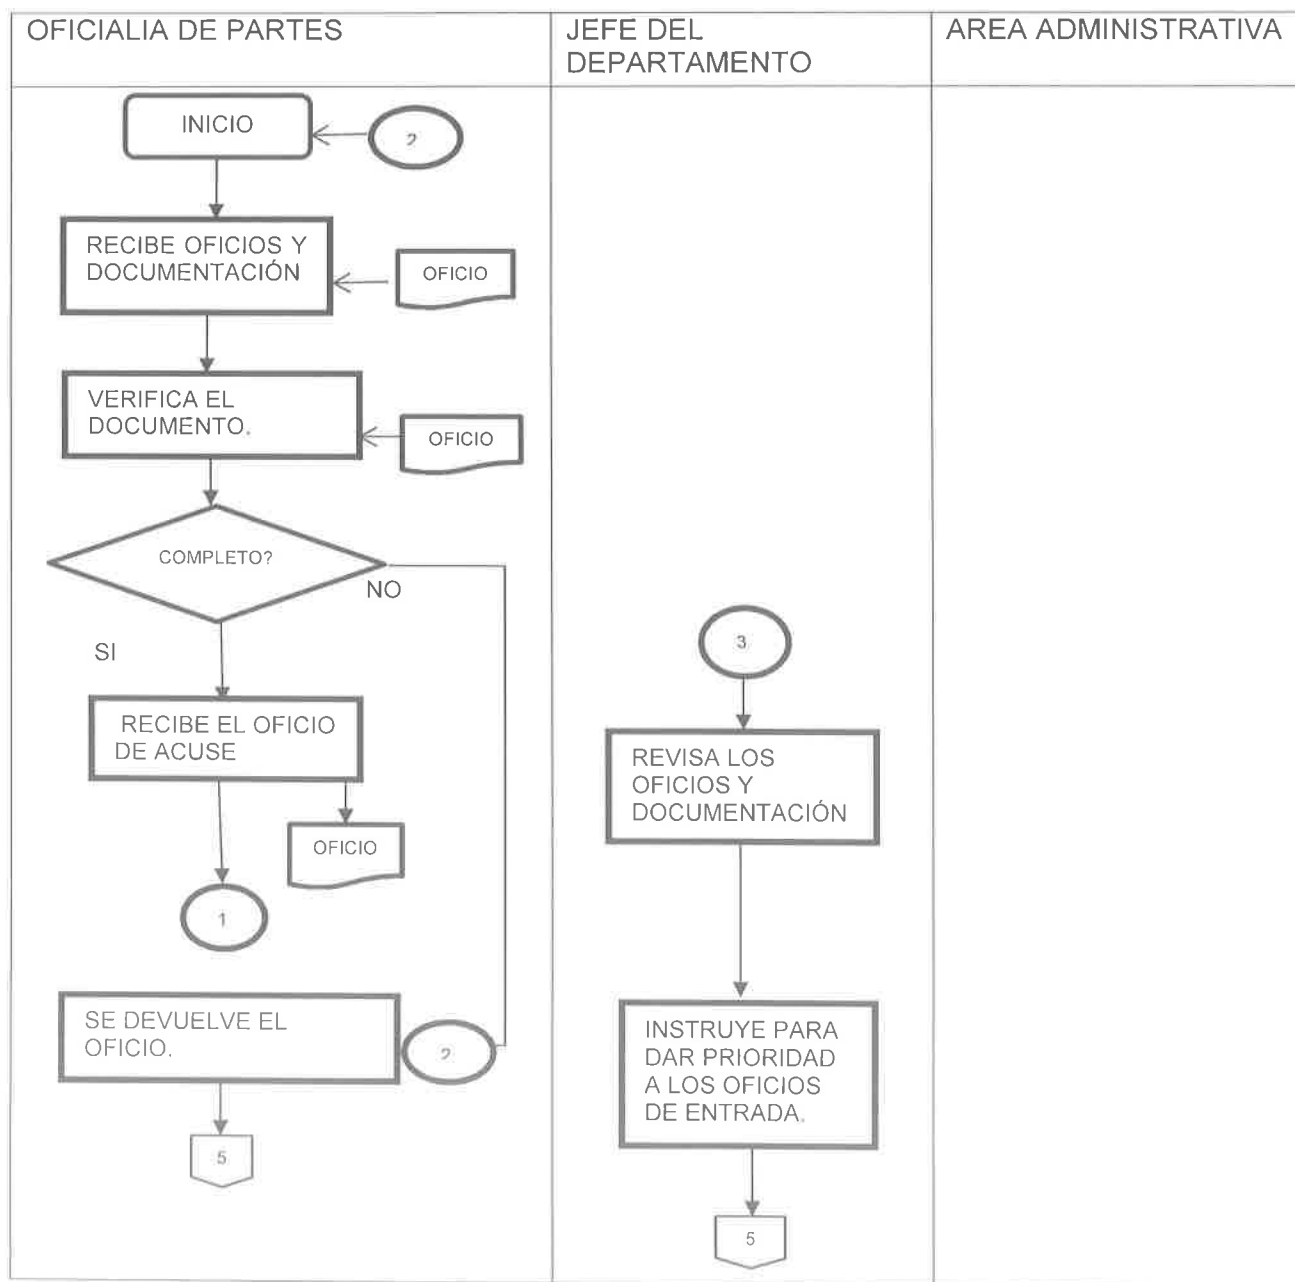 OFICIALIA DE PARTES
JEFE DEL
DEPARTAMENTO
AREA ADMINISTRATIVA
INICIO
2
RECIBE OFICIOS Y
DOCUMENTACIÓN
OFICIO
VERIFICA EL
DOCUMENTO.
OFICIO
COMPLETO?
NO
SI
RECIBE EL OFICIO
DE ACUSE
OFICIO
1
SE DEVUELVE EL
OFICIO.
2
5
3
REVISA LOS
OFICIOS Y
DOCUMENTACIÓN
INSTRUYE PARA
DAR PRIORIDAD
A LOS OFICIOS
DE ENTRADA.
5